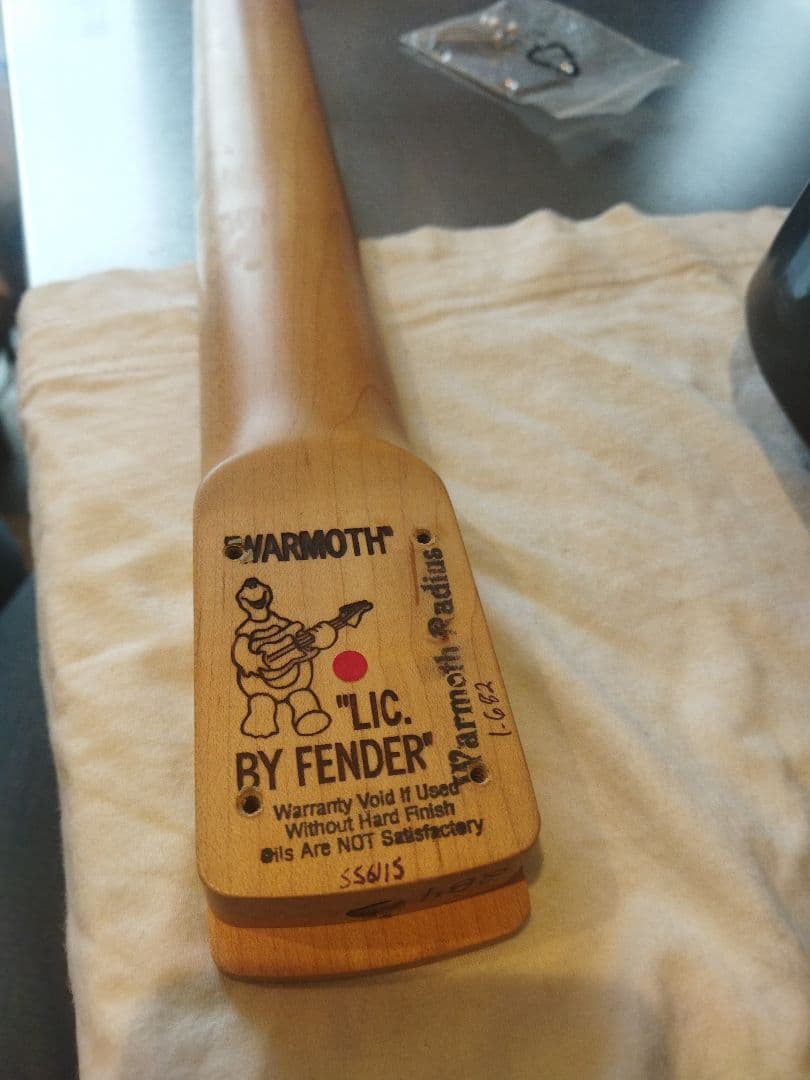 "WARMOTH"
"LIC.
BY FENDER"
Warranty Void If Used
Without Hard Finish
Oils Are NOT Satisfactory
Warmoth Radius
1.682